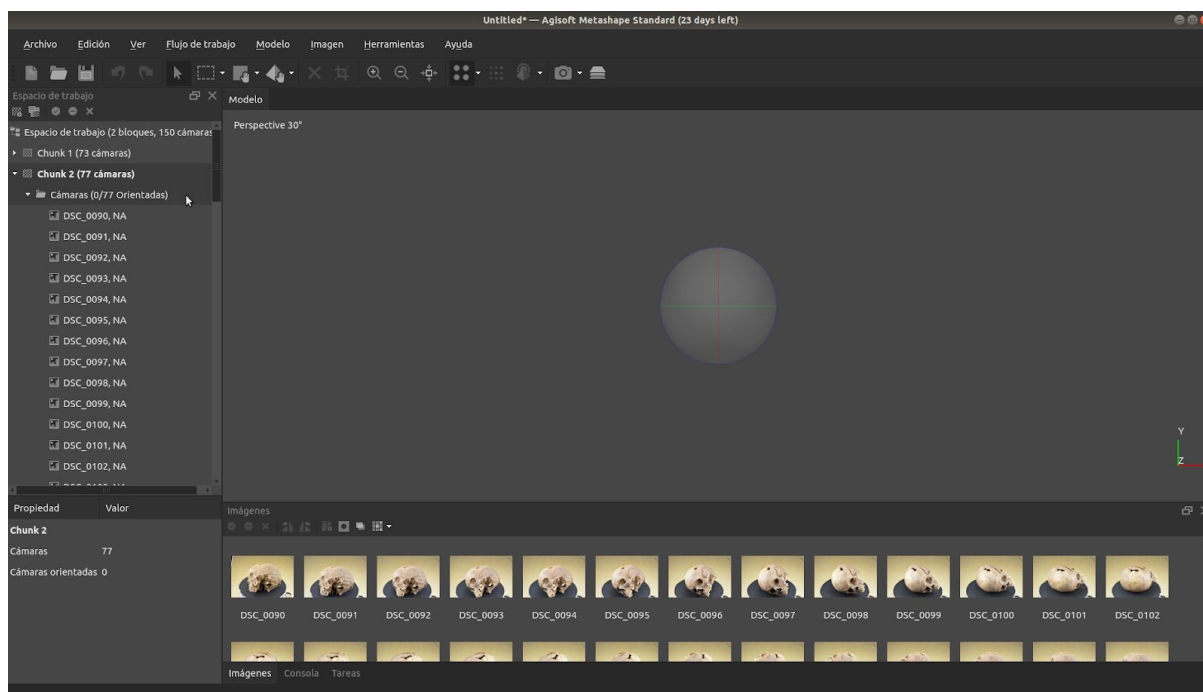 Untitled* — Agisoft Metashape Standard (23 days left)
Archivo Edición Ver Flujo de trabajo Modelo Imagen Herramientas Ayuda
Espacio de trabajo
Modelo
Perspective 30°
Espacio de trabajo (2 bloques, 150 cámaras
Chunk 1 (73 cámaras)
Chunk 2 (77 cámaras)
Cámaras (0/77 Orientadas)
DSC_0090, NA
DSC_0091, NA
DSC_0092, NA
DSC_0093, NA
DSC_0094, NA
DSC_0095, NA
DSC_0096, NA
DSC_0097, NA
DSC_0098, NA
DSC_0099, NA
DSC_0100, NA
DSC_0101, NA
DSC_0102, NA
Y
Z
Propiedad Valor
Chunk 2
Cámaras 77
Cámaras orientadas 0
Imágenes
DSC_0090 DSC_0091 DSC_0092 DSC_0093 DSC_0094 DSC_0095 DSC_0096 DSC_0097 DSC_0098 DSC_0099 DSC_0100 DSC_0101 DSC_0102
Imágenes Consola Tareas